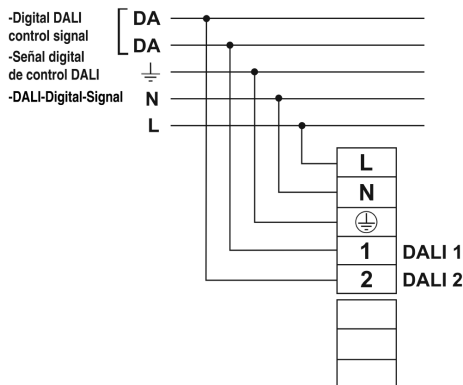 -Digital DALI
control signal
-Señal digital
de control DALI
-DALI-Digital-Signal
DA
DA
N
L
L
N
1 DALI 1
2 DALI 2